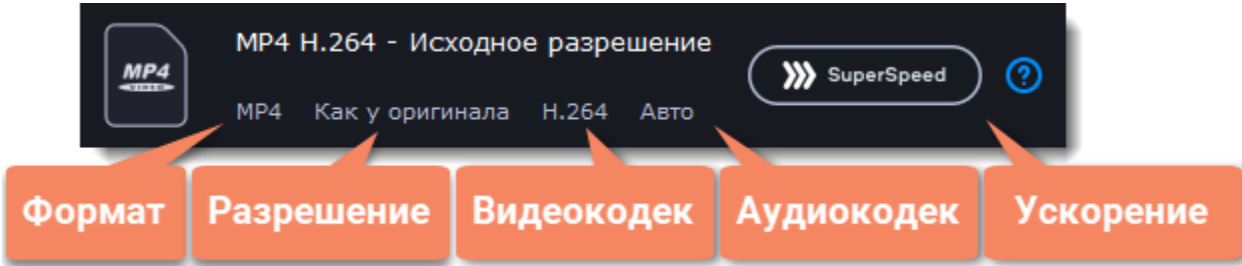 MP4 H.264 - Исходное разрешение
MP4
VIDEO
SuperSpeed
?
MP4 Как у оригинала H.264 Авто
Формат Разрешение Видеокодек Аудиокодек Ускорение